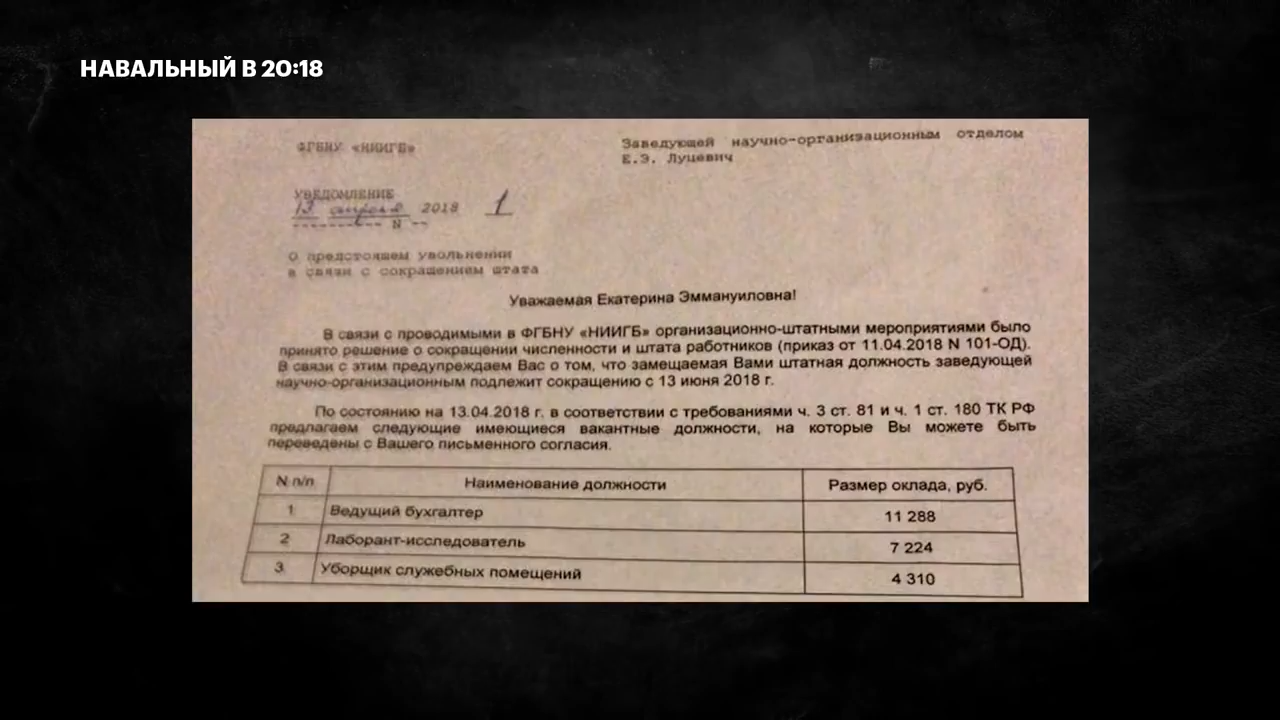 НАВАЛЬНЫЙ В 20:18
ФГБНУ «НИИГБ»
Заведующей научно-организационным отделом
Е.Э. Луцевич
УВЕДОМЛЕНИЕ
13 апреля 2018 1
---------- N --
О предстоящем увольнении
в связи с сокращением штата
Уважаемая Екатерина Эммануиловна!
В связи с проводимыми в ФГБНУ «НИИГБ» организационно-штатными мероприятиями было
принято решение о сокращении численности и штата работников (приказ от 11.04.2018 N 101-ОД).
В связи с этим предупреждаем Вас о том, что замещаемая Вами штатная должность заведующей
научно-организационным подлежит сокращению с 13 июня 2018 г.
По состоянию на 13.04.2018 г. в соответствии с требованиями ч. 3 ст. 81 и ч. 1 ст. 180 ТК РФ
предлагаем следующие имеющиеся вакантные должности, на которые Вы можете быть
переведены с Вашего письменного согласия.
N п/п Наименование должности Размер оклада, руб.
1 Ведущий бухгалтер 11 288
2 Лаборант-исследователь 7 224
3 Уборщик служебных помещений 4 310